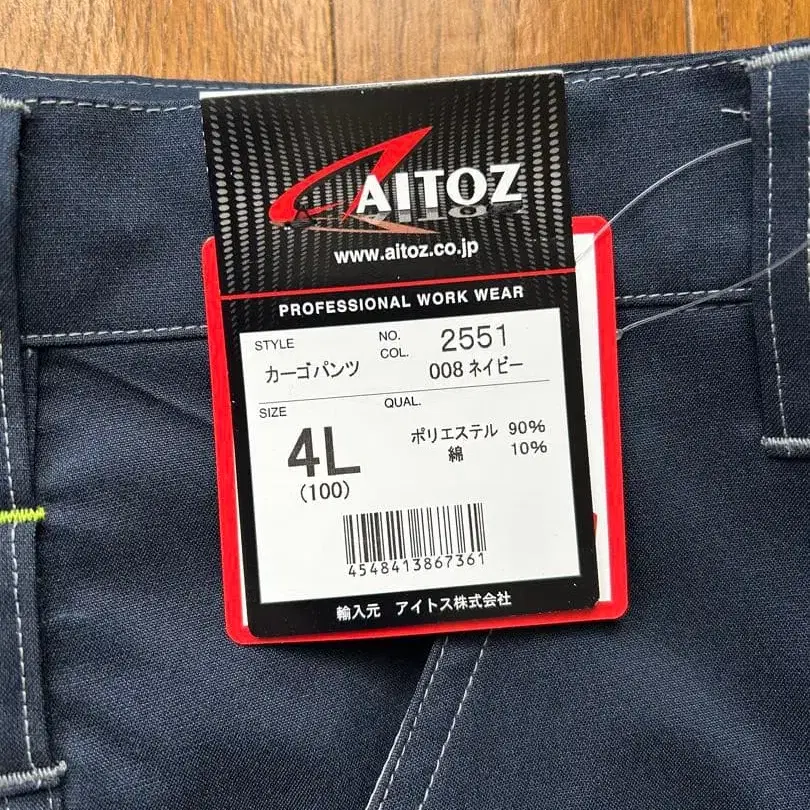 AITOZ
www.aitoz.co.jp
PROFESSIONAL WORK WEAR
STYLE NO. 2551
カーゴパンツ COL. 008 ネイビー
SIZE QUAL.
4L ポリエステル 90%
(100) 綿 10%
4548413867361
輸入元 アイトス株式会社